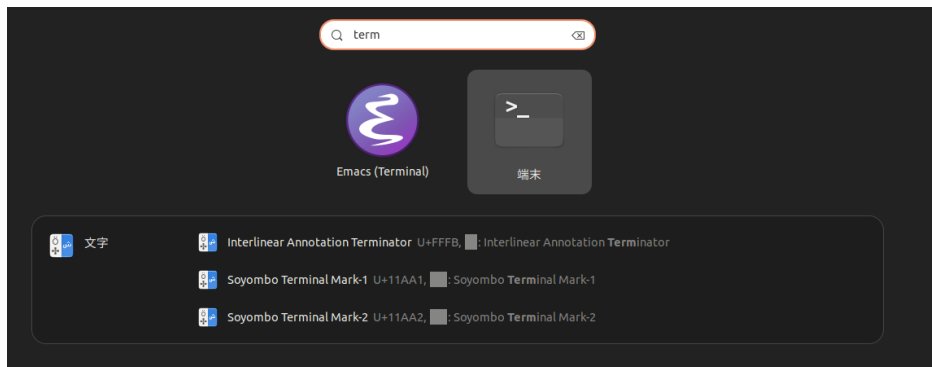 term
Emacs (Terminal)
端末
文字
Interlinear Annotation Terminator U+FFFB, : Interlinear Annotation Terminator
Soyombo Terminal Mark-1 U+11AA1, : Soyombo Terminal Mark-1
Soyombo Terminal Mark-2 U+11AA2, : Soyombo Terminal Mark-2